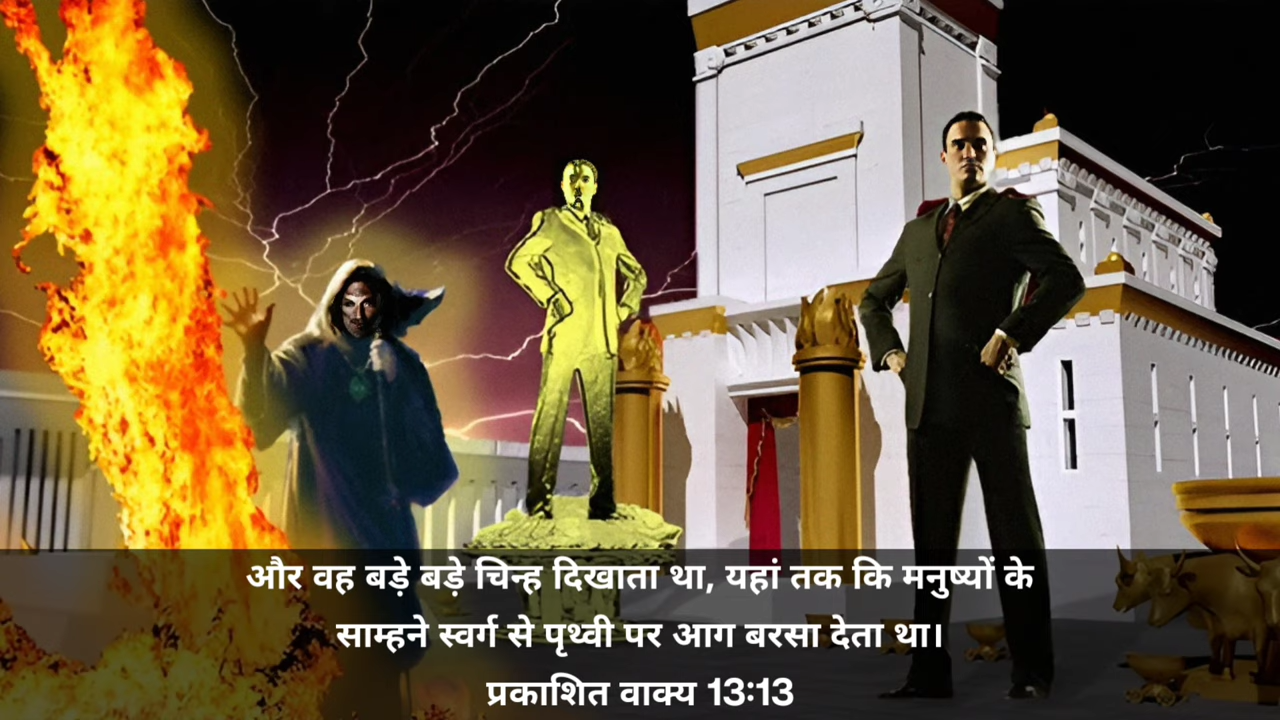 और वह बड़े बड़े चिन्ह दिखाता था, यहां तक कि मनुष्यों के
साम्हने स्वर्ग से पृथ्वी पर आग बरसा देता था।
प्रकाशित वाक्य 13:13